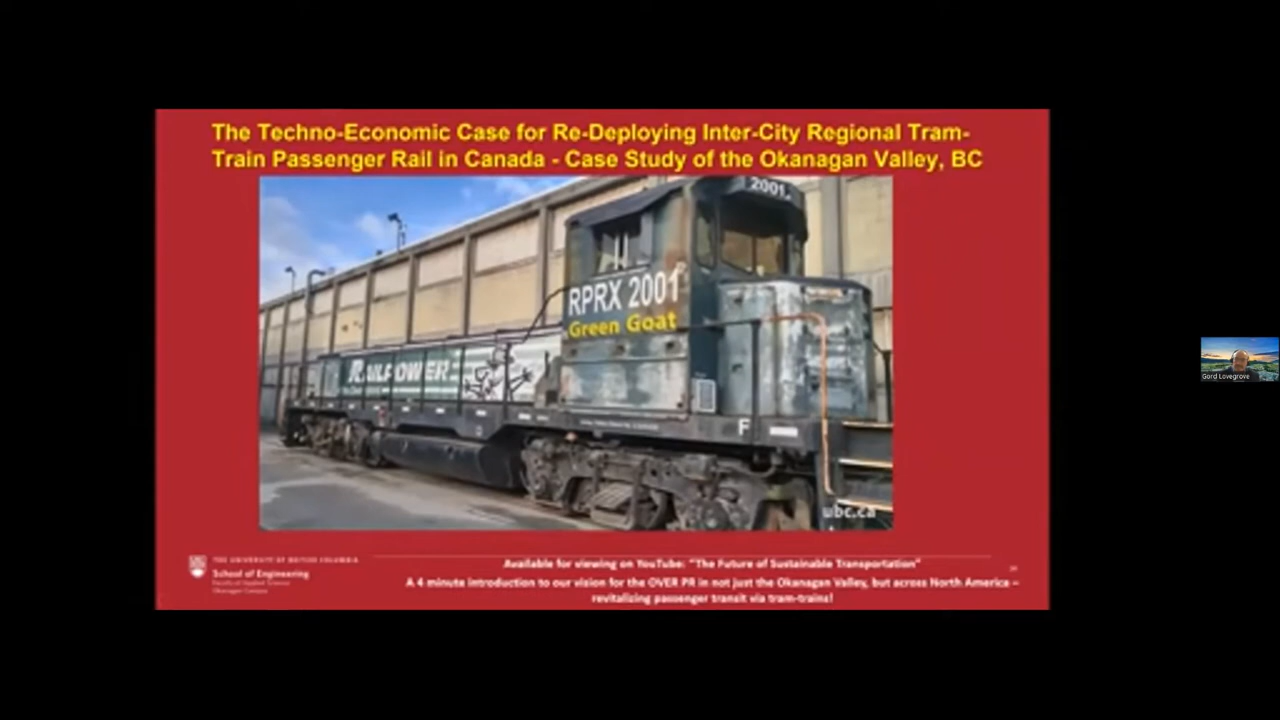 The Techno-Economic Case for Re-Deploying Inter-City Regional Tram-
Train Passenger Rail in Canada - Case Study of the Okanagan Valley, BC
2001
RPRX 2001
Green Goat
RAILPOWER
F
ubc.ca
THE UNIVERSITY OF BRITISH COLUMBIA
School of Engineering
Faculty of Applied Science
Okanagan Campus
Available for viewing on YouTube: "The Future of Sustainable Transportation"
A 4 minute introduction to our vision for the OVER PR in not just the Okanagan Valley, but across North America –
revitalizing passenger transit via tram-trains!
Gord Lovegrove